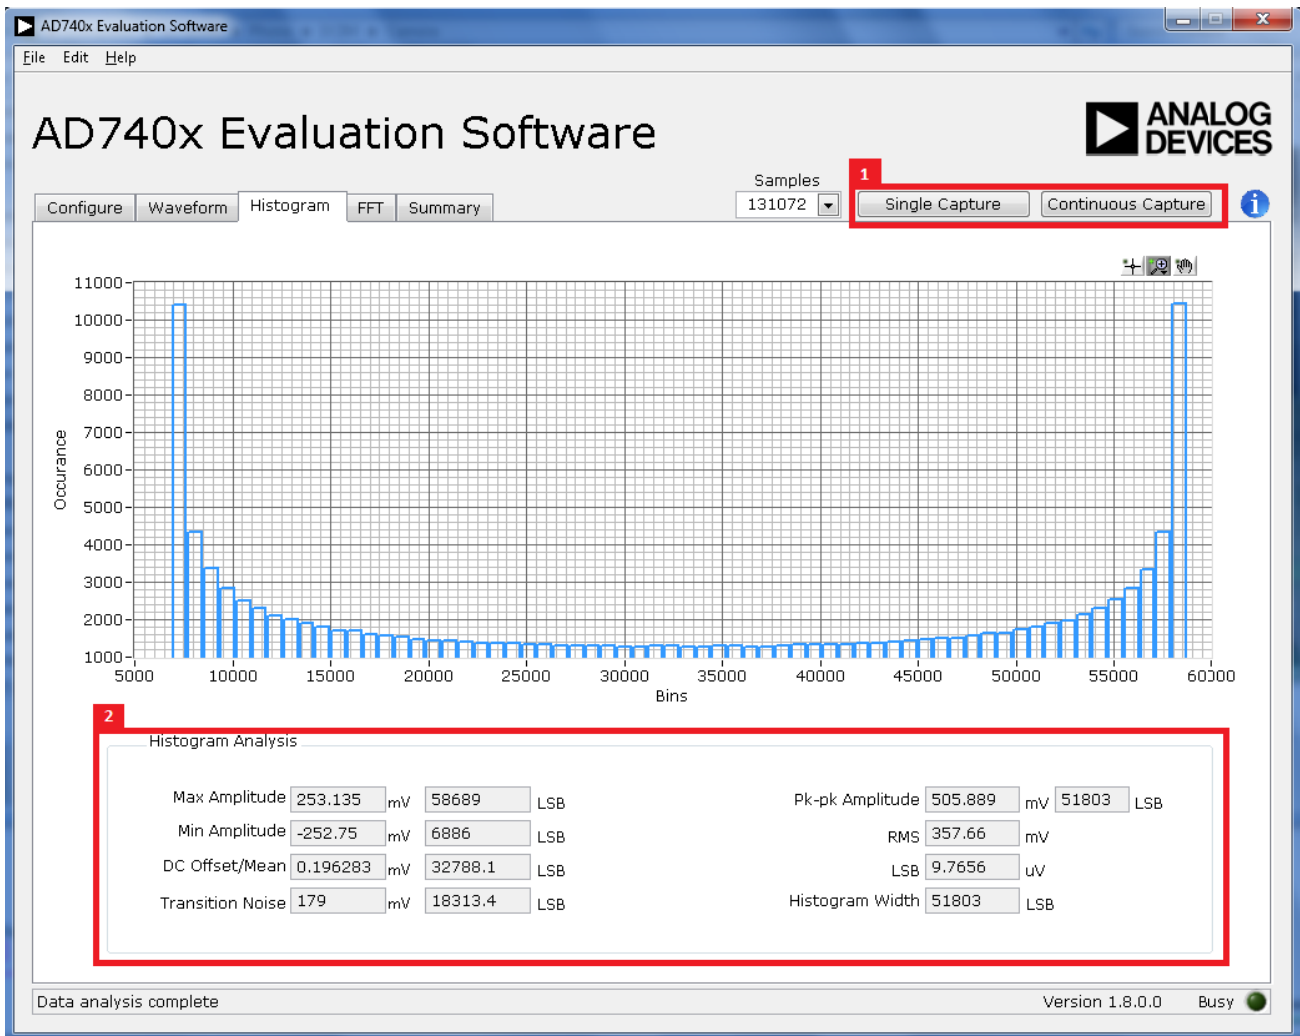 AD740x Evaluation Software
File Edit Help
AD740x Evaluation Software
ANALOG
DEVICES
Samples
1
Configure Waveform Histogram FFT Summary
131072
Single Capture Continuous Capture
i
11000
10000
9000
8000
7000
6000
5000
4000
3000
2000
1000
Occurance
5000 10000 15000 20000 25000 30000 35000 40000 45000 50000 55000 60000
Bins
2
Histogram Analysis
Max Amplitude 253.135 mV 58689 LSB Pk-pk Amplitude 505.889 mV 51803 LSB
Min Amplitude -252.75 mV 6886 LSB RMS 357.66 mV
DC Offset/Mean 0.196283 mV 32788.1 LSB LSB 9.7656 uV
Transition Noise 179 mV 18313.4 LSB Histogram Width 51803 LSB
Data analysis complete Version 1.8.0.0 Busy